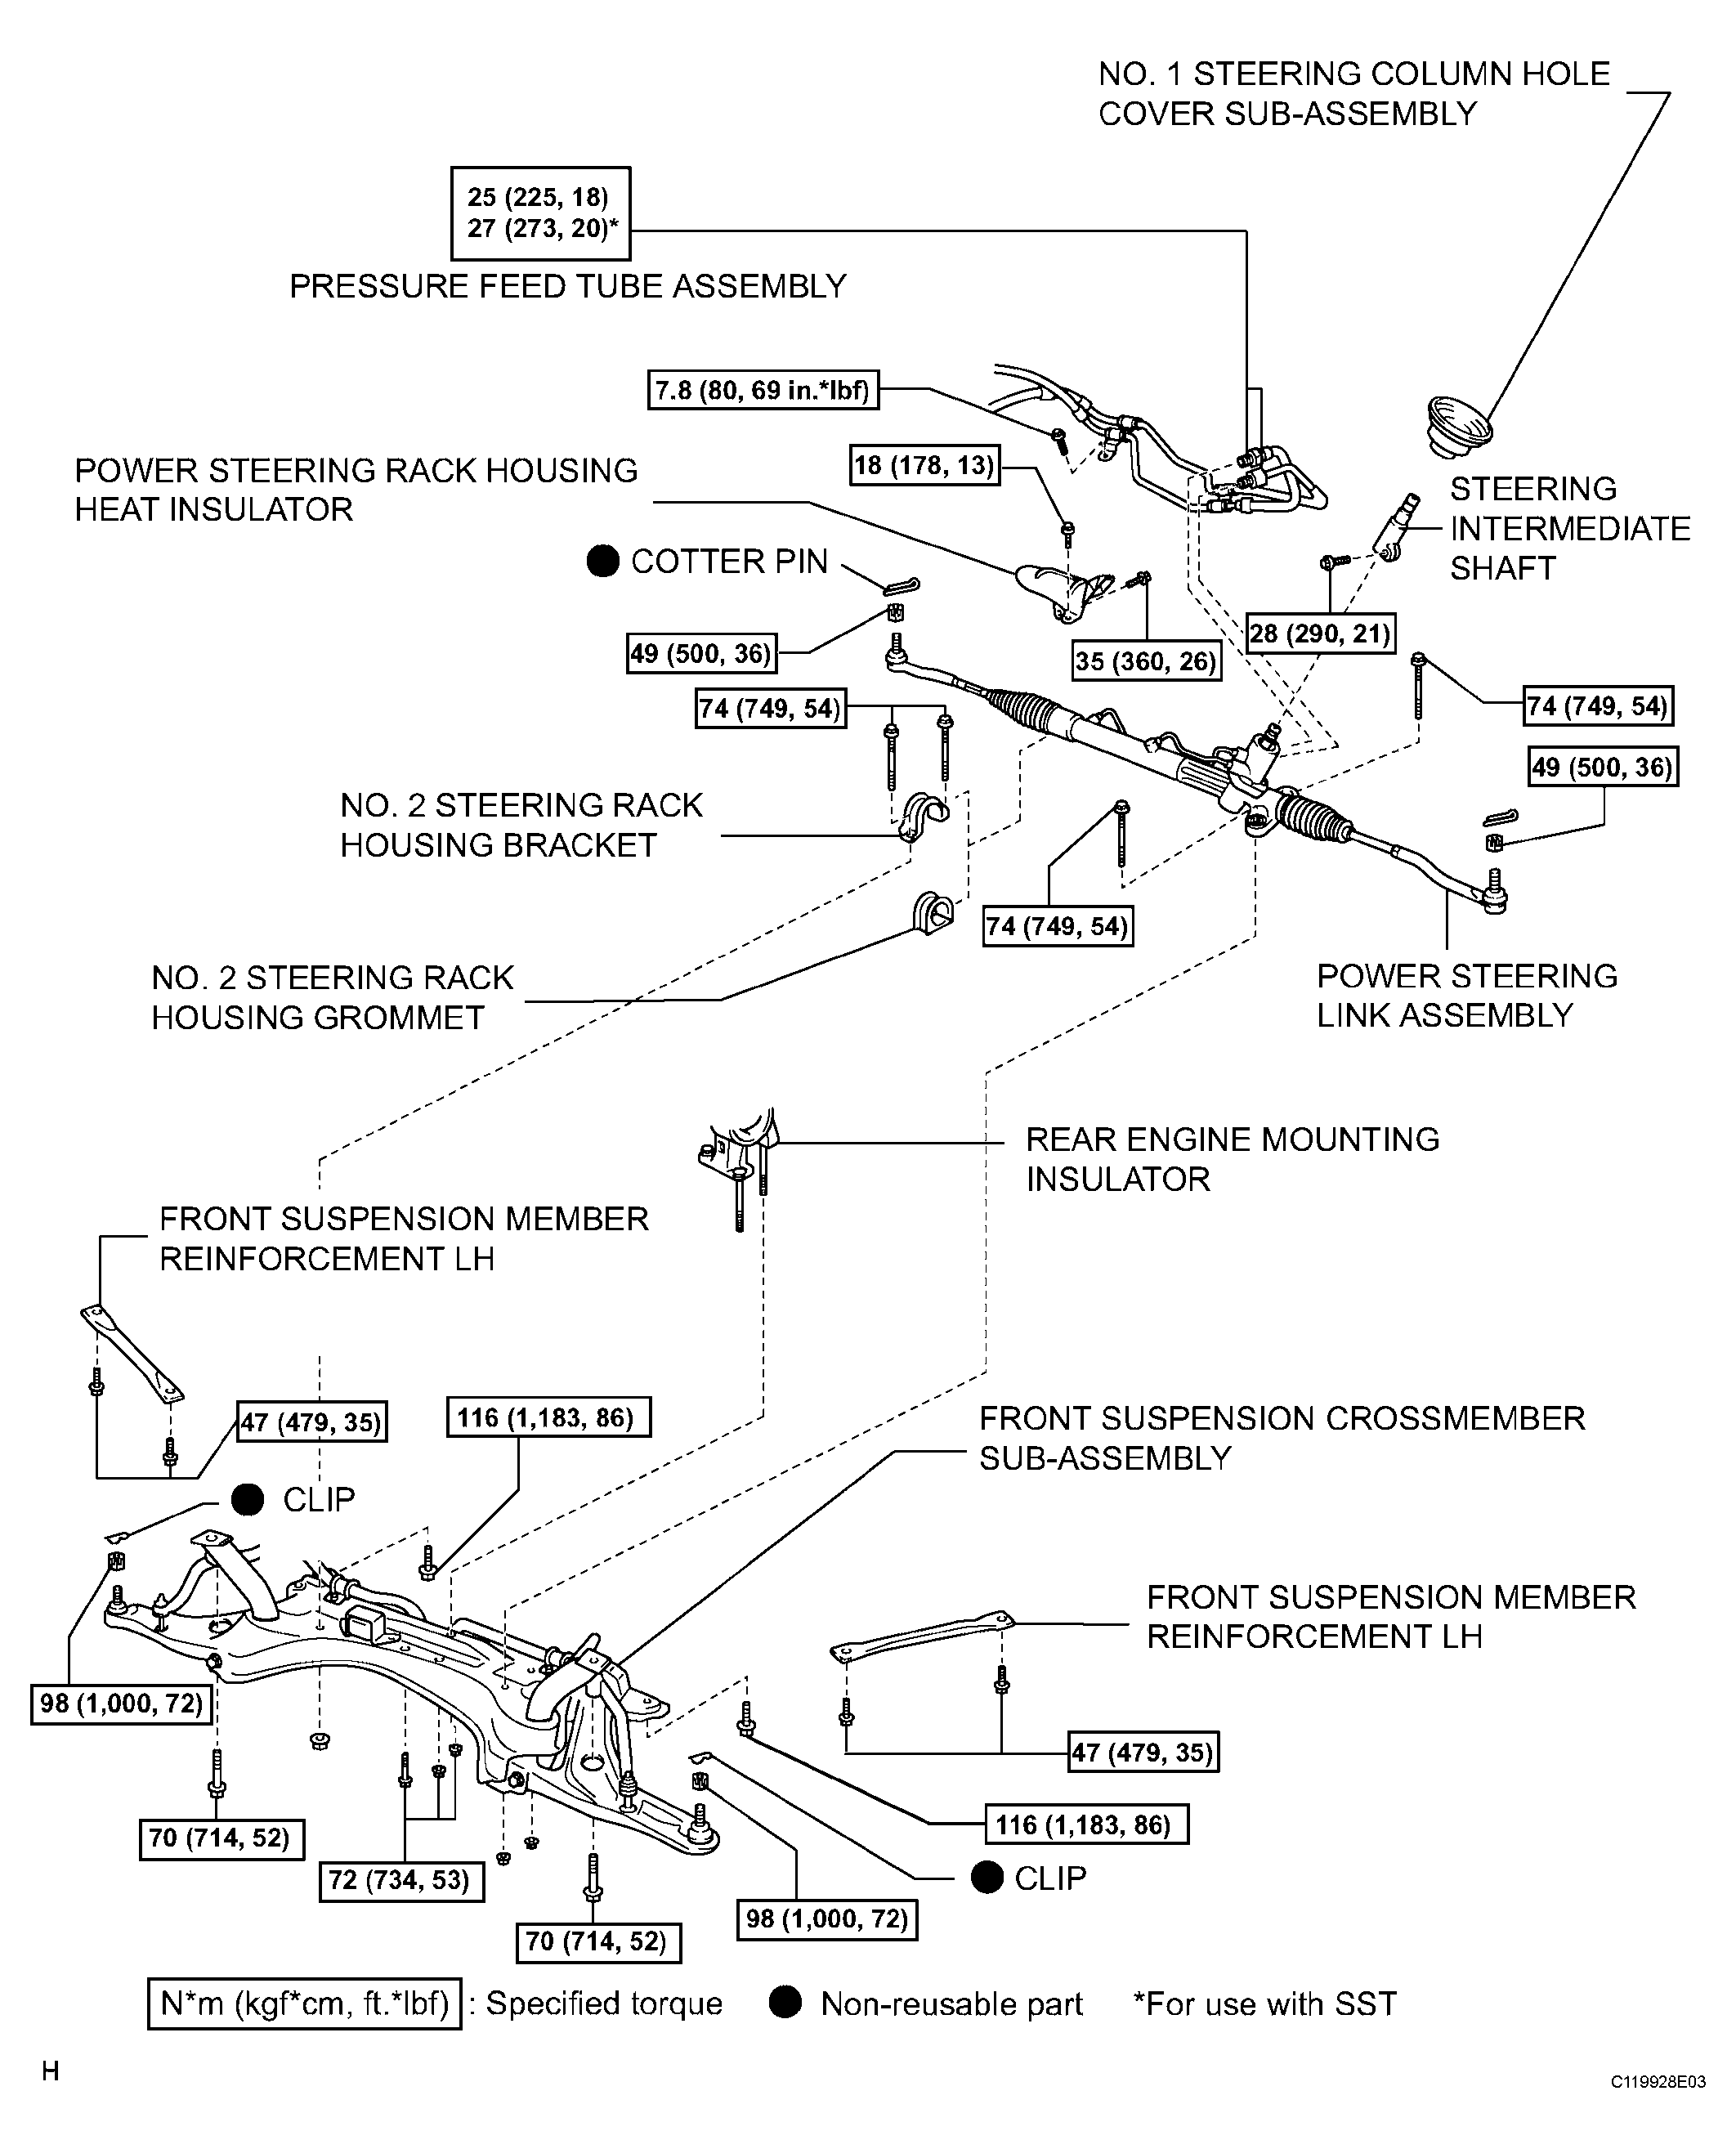 NO. 1 STEERING COLUMN HOLE
COVER SUB-ASSEMBLY
25 (225, 18)
27 (273, 20)*
PRESSURE FEED TUBE ASSEMBLY
7.8 (80, 69 in.*lbf)
18 (178, 13)
POWER STEERING RACK HOUSING
HEAT INSULATOR
STEERING
INTERMEDIATE
SHAFT
COTTER PIN
28 (290, 21)
49 (500, 36)
35 (360, 26)
74 (749, 54)
74 (749, 54)
49 (500, 36)
NO. 2 STEERING RACK
HOUSING BRACKET
74 (749, 54)
NO. 2 STEERING RACK
HOUSING GROMMET
POWER STEERING
LINK ASSEMBLY
REAR ENGINE MOUNTING
INSULATOR
FRONT SUSPENSION MEMBER
REINFORCEMENT LH
47 (479, 35)
116 (1,183, 86)
FRONT SUSPENSION CROSSMEMBER
SUB-ASSEMBLY
CLIP
FRONT SUSPENSION MEMBER
REINFORCEMENT LH
98 (1,000, 72)
47 (479, 35)
116 (1,183, 86)
70 (714, 52)
72 (734, 53)
CLIP
98 (1,000, 72)
70 (714, 52)
N*m (kgf*cm, ft.*lbf) : Specified torque
Non-reusable part
*For use with SST
H
C119928E03